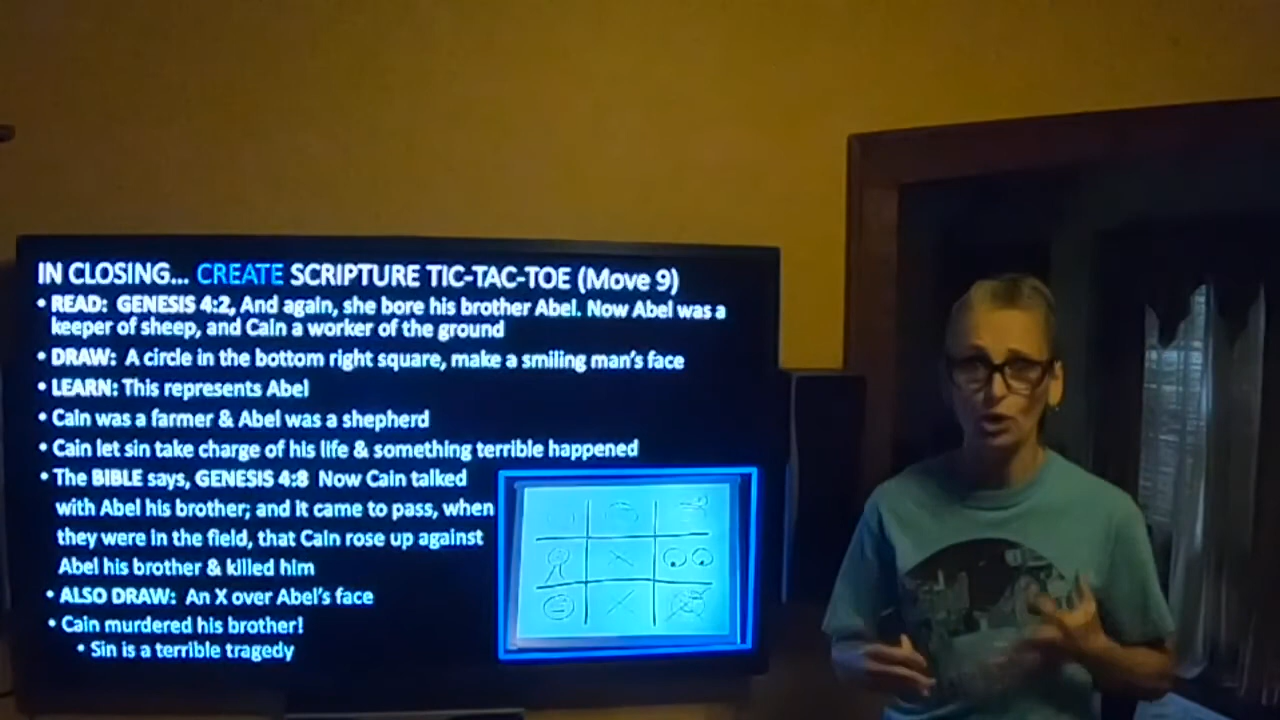 IN CLOSING... CREATE SCRIPTURE TIC-TAC-TOE (Move 9)
• READ: GENESIS 4:2, And again, she bore his brother Abel. Now Abel was a
keeper of sheep, and Cain a worker of the ground
• DRAW: A circle in the bottom right square, make a smiling man's face
• LEARN: This represents Abel
• Cain was a farmer & Abel was a shepherd
• Cain let sin take charge of his life & something terrible happened
• The BIBLE says, GENESIS 4:8 Now Cain talked
with Abel his brother; and it came to pass, when
they were in the field, that Cain rose up against
Abel his brother & killed him
• ALSO DRAW: An X over Abel's face
• Cain murdered his brother!
• Sin is a terrible tragedy